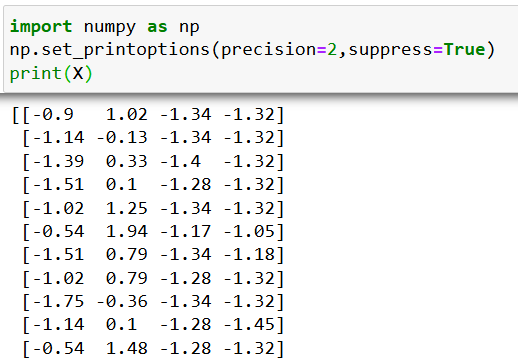 import numpy as np
np.set_printoptions(precision=2,suppress=True)
print(X)
[[-0.9   1.02 -1.34 -1.32]
 [-1.14 -0.13 -1.34 -1.32]
 [-1.39  0.33 -1.4  -1.32]
 [-1.51  0.1  -1.28 -1.32]
 [-1.02  1.25 -1.34 -1.32]
 [-0.54  1.94 -1.17 -1.05]
 [-1.51  0.79 -1.34 -1.18]
 [-1.02  0.79 -1.28 -1.32]
 [-1.75 -0.36 -1.34 -1.32]
 [-1.14  0.1  -1.28 -1.45]
 [-0.54  1.48 -1.28 -1.32]